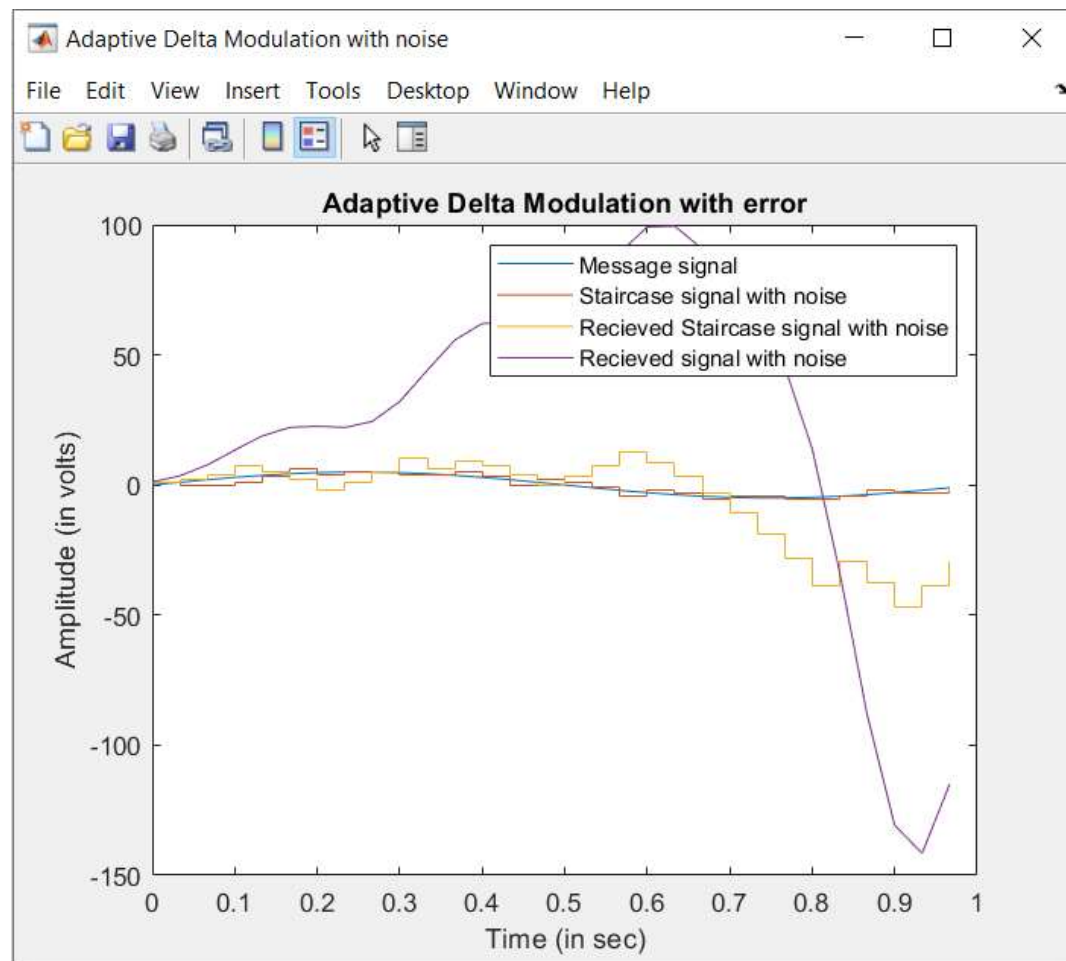 Adaptive Delta Modulation with noise
File Edit View Insert Tools Desktop Window Help
Adaptive Delta Modulation with error
Message signal
Staircase signal with noise
Recieved Staircase signal with noise
Recieved signal with noise
100
50
0
-50
-100
-150
Amplitude (in volts)
0 0.1 0.2 0.3 0.4 0.5 0.6 0.7 0.8 0.9 1
Time (in sec)